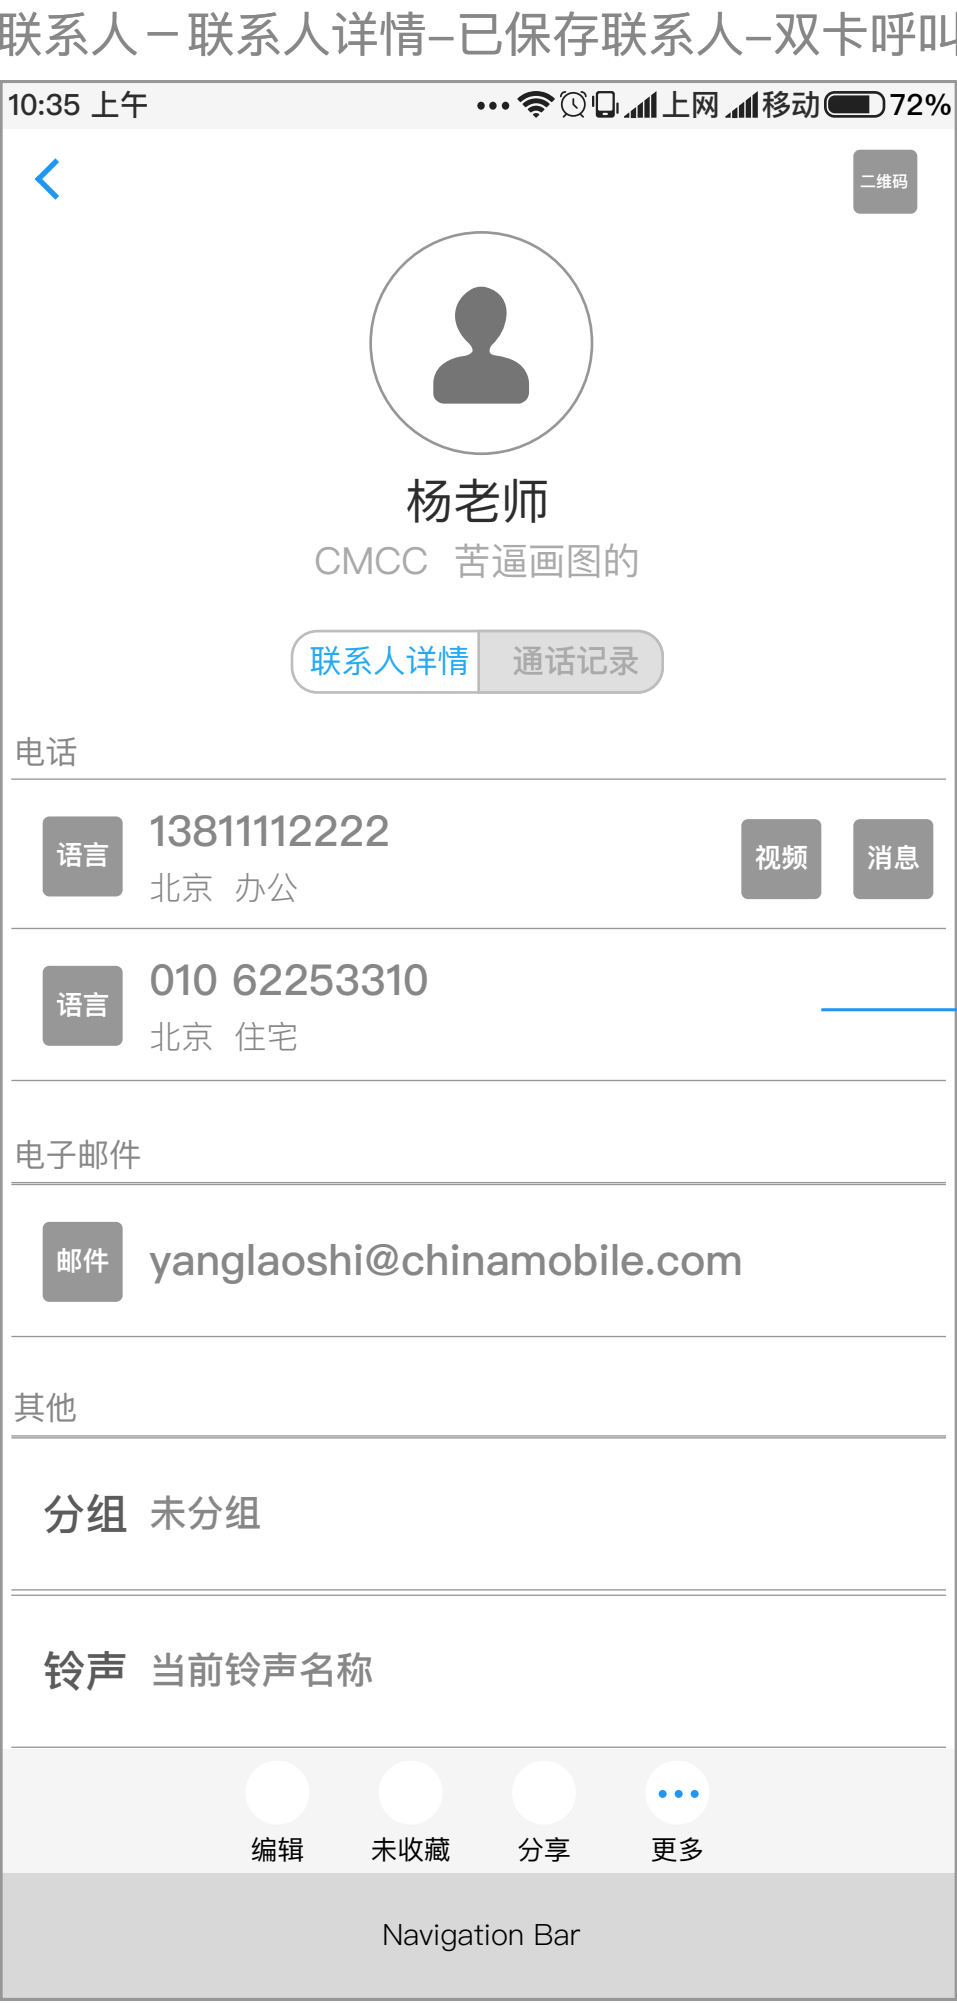 联系人－联系人详情–已保存联系人–双卡呼叫
10:35 上午 上网 移动 72%
二维码
杨老师
CMCC 苦逼画图的
联系人详情 通话记录
电话
语言 13811112222 视频 消息
北京 办公
语言 010 62253310
北京 住宅
电子邮件
邮件 yanglaoshi@chinamobile.com
其他
分组 未分组
铃声 当前铃声名称
编辑 未收藏 分享 更多
Navigation Bar